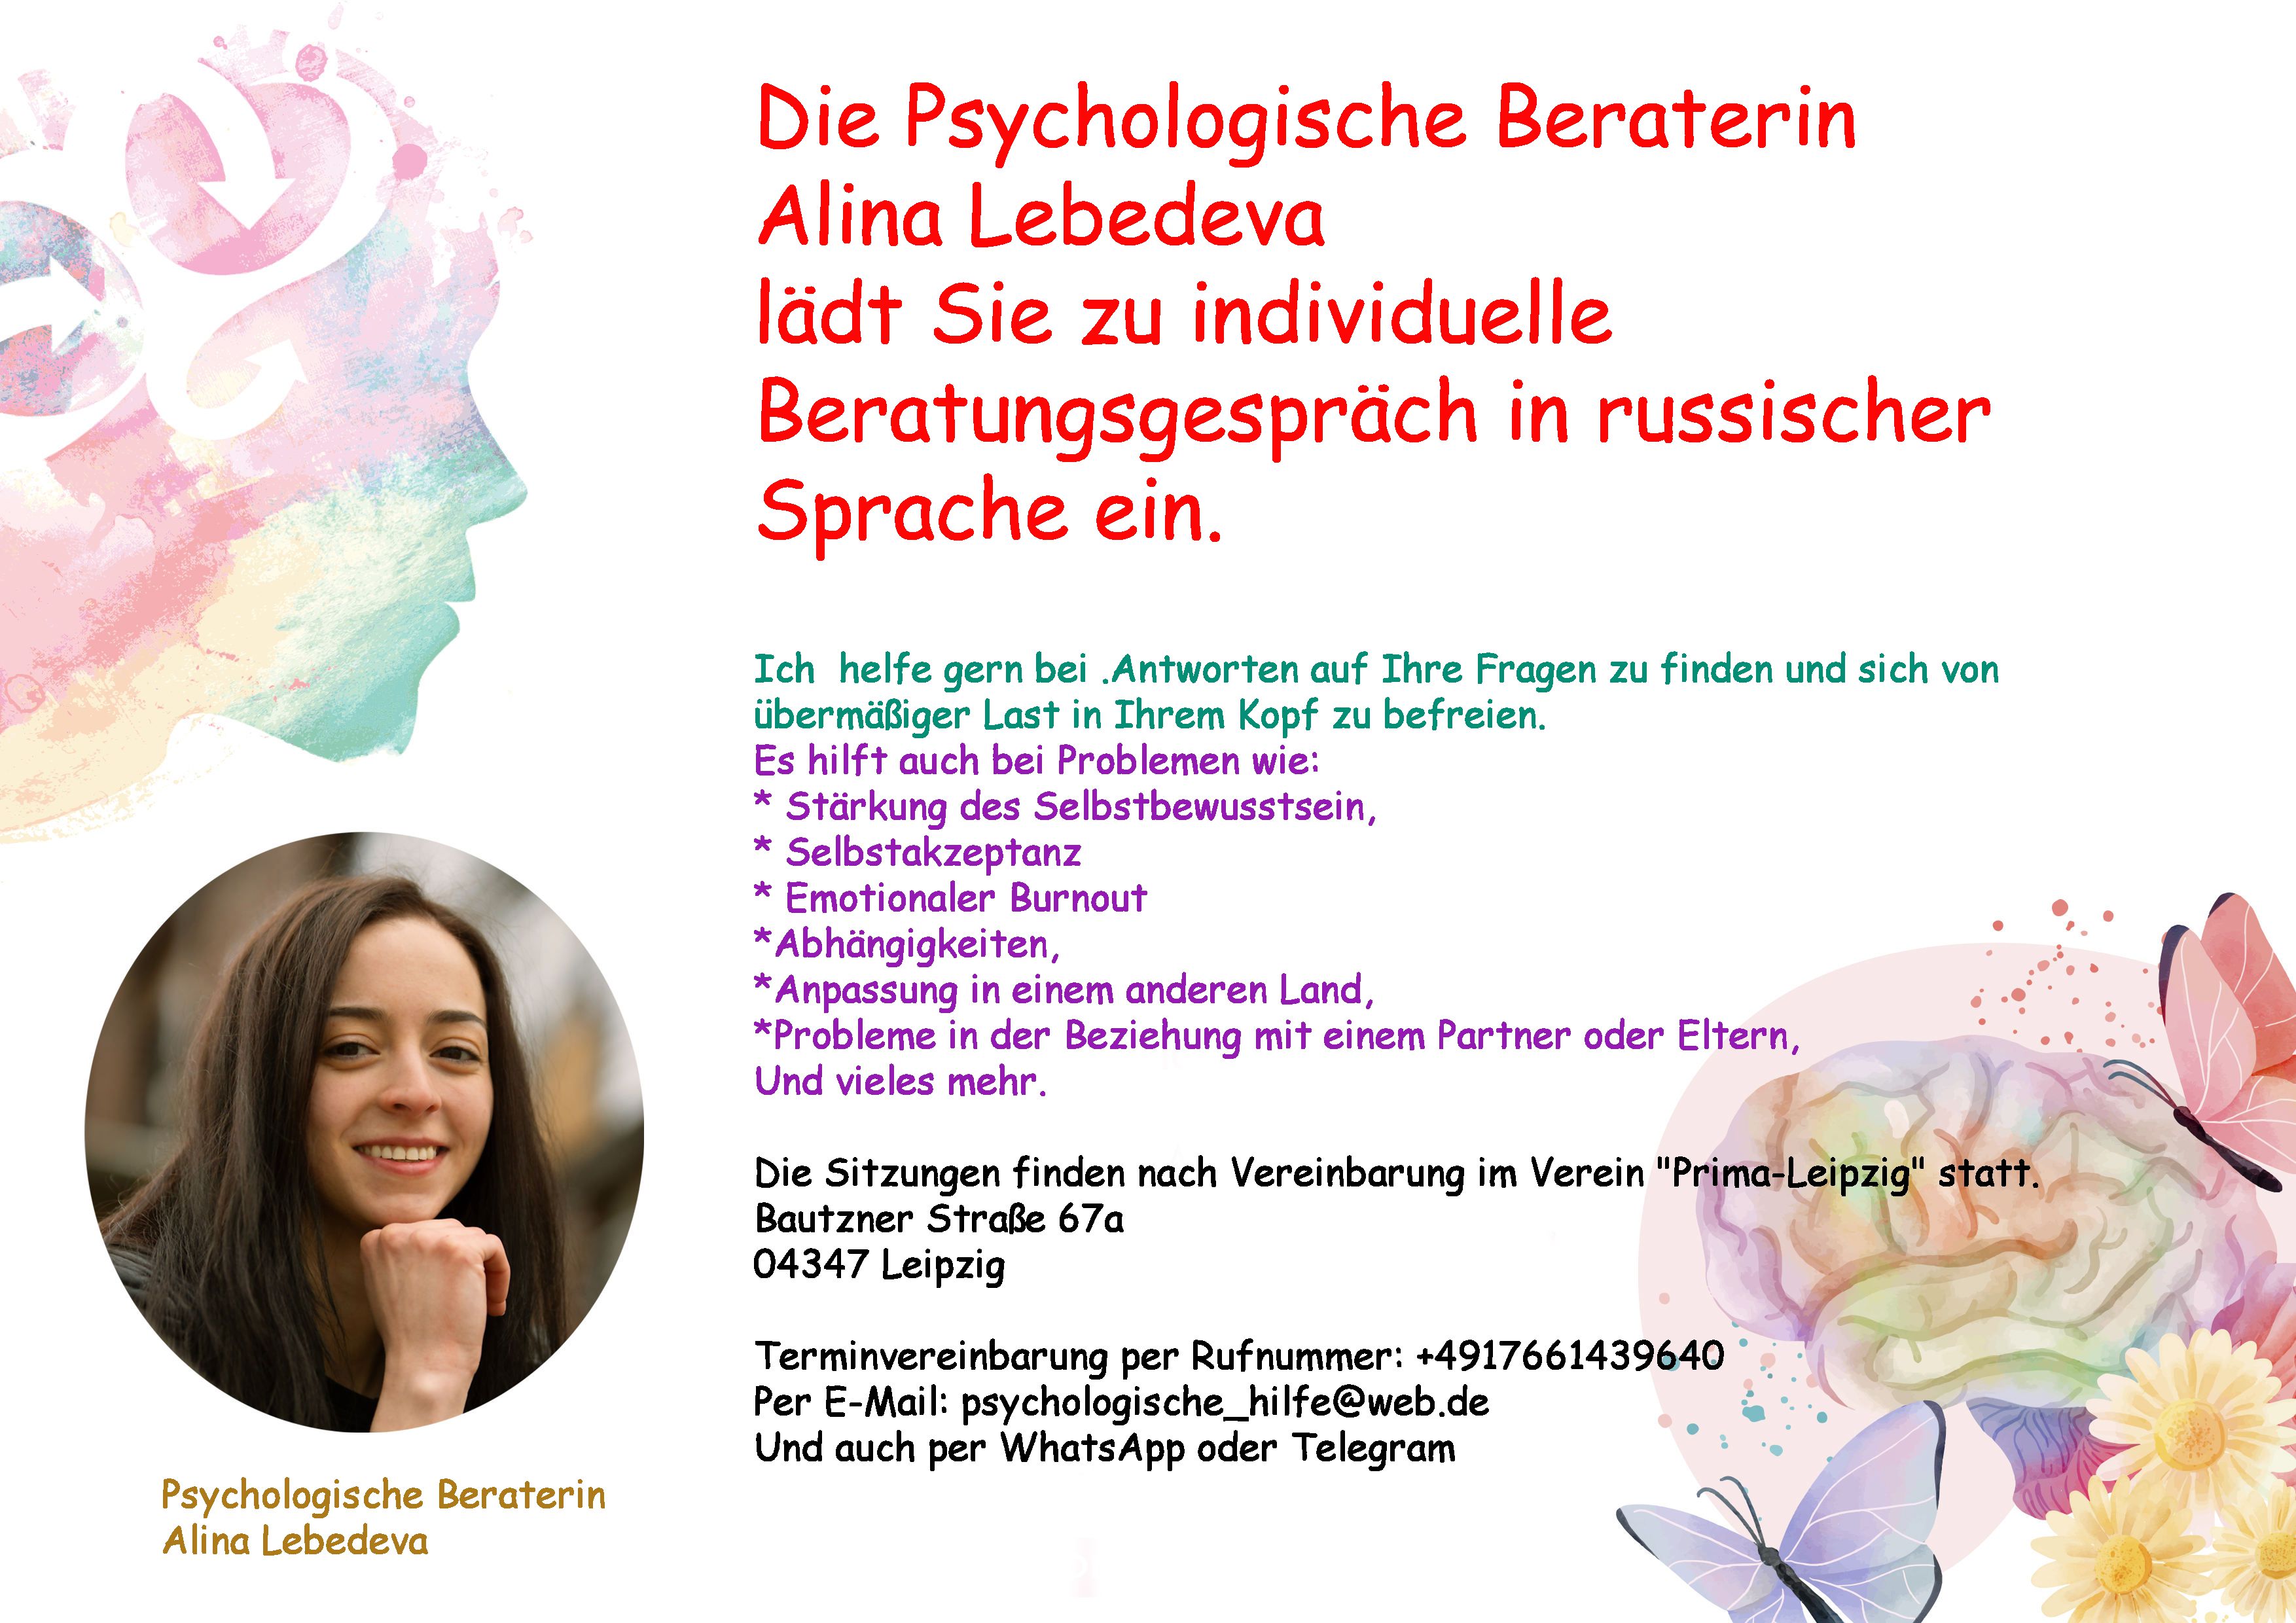 Die Psychologische Beraterin
Alina Lebedeva
lädt Sie zu individuelle
Beratungsgespräch in russischer
Sprache ein.
Ich  helfe gern bei .Antworten auf Ihre Fragen zu finden und sich von
übermäßiger Last in Ihrem Kopf zu befreien.
Es hilft auch bei Problemen wie:
* Stärkung des Selbstbewusstsein,
* Selbstakzeptanz
* Emotionaler Burnout
*Abhängigkeiten,
*Anpassung in einem anderen Land,
*Probleme in der Beziehung mit einem Partner oder Eltern,
Und vieles mehr.
Die Sitzungen finden nach Vereinbarung im Verein "Prima-Leipzig" statt.
Bautzner Straße 67a
04347 Leipzig
Terminvereinbarung per Rufnummer: +4917661439640
Per E-Mail: psychologische_hilfe@web.de
Und auch per WhatsApp oder Telegram
Psychologische Beraterin
Alina Lebedeva